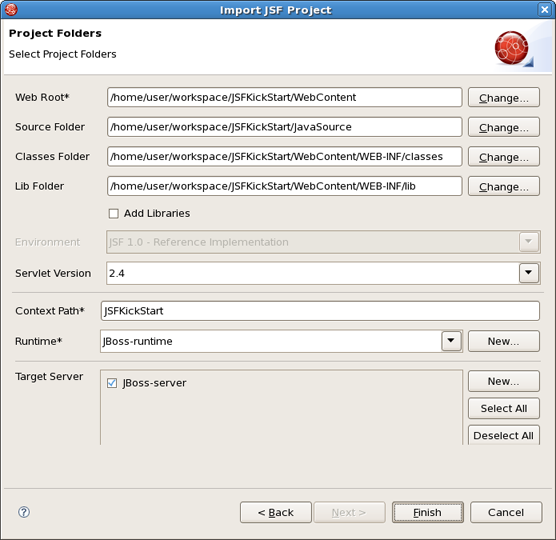 Import JSF Project
Project Folders
Select Project Folders
Web Root* /home/user/workspace/JSFKickStart/WebContent Change...
Source Folder /home/user/workspace/JSFKickStart/JavaSource Change...
Classes Folder /home/user/workspace/JSFKickStart/WebContent/WEB-INF/classes Change...
Lib Folder /home/user/workspace/JSFKickStart/WebContent/WEB-INF/lib Change...
Add Libraries
Environment JSF 1.0 - Reference Implementation
Servlet Version 2.4
Context Path* JSFKickStart
Runtime* JBoss-runtime New...
Target Server JBoss-server New...
Select All
Deselect All
? < Back Next > Finish Cancel